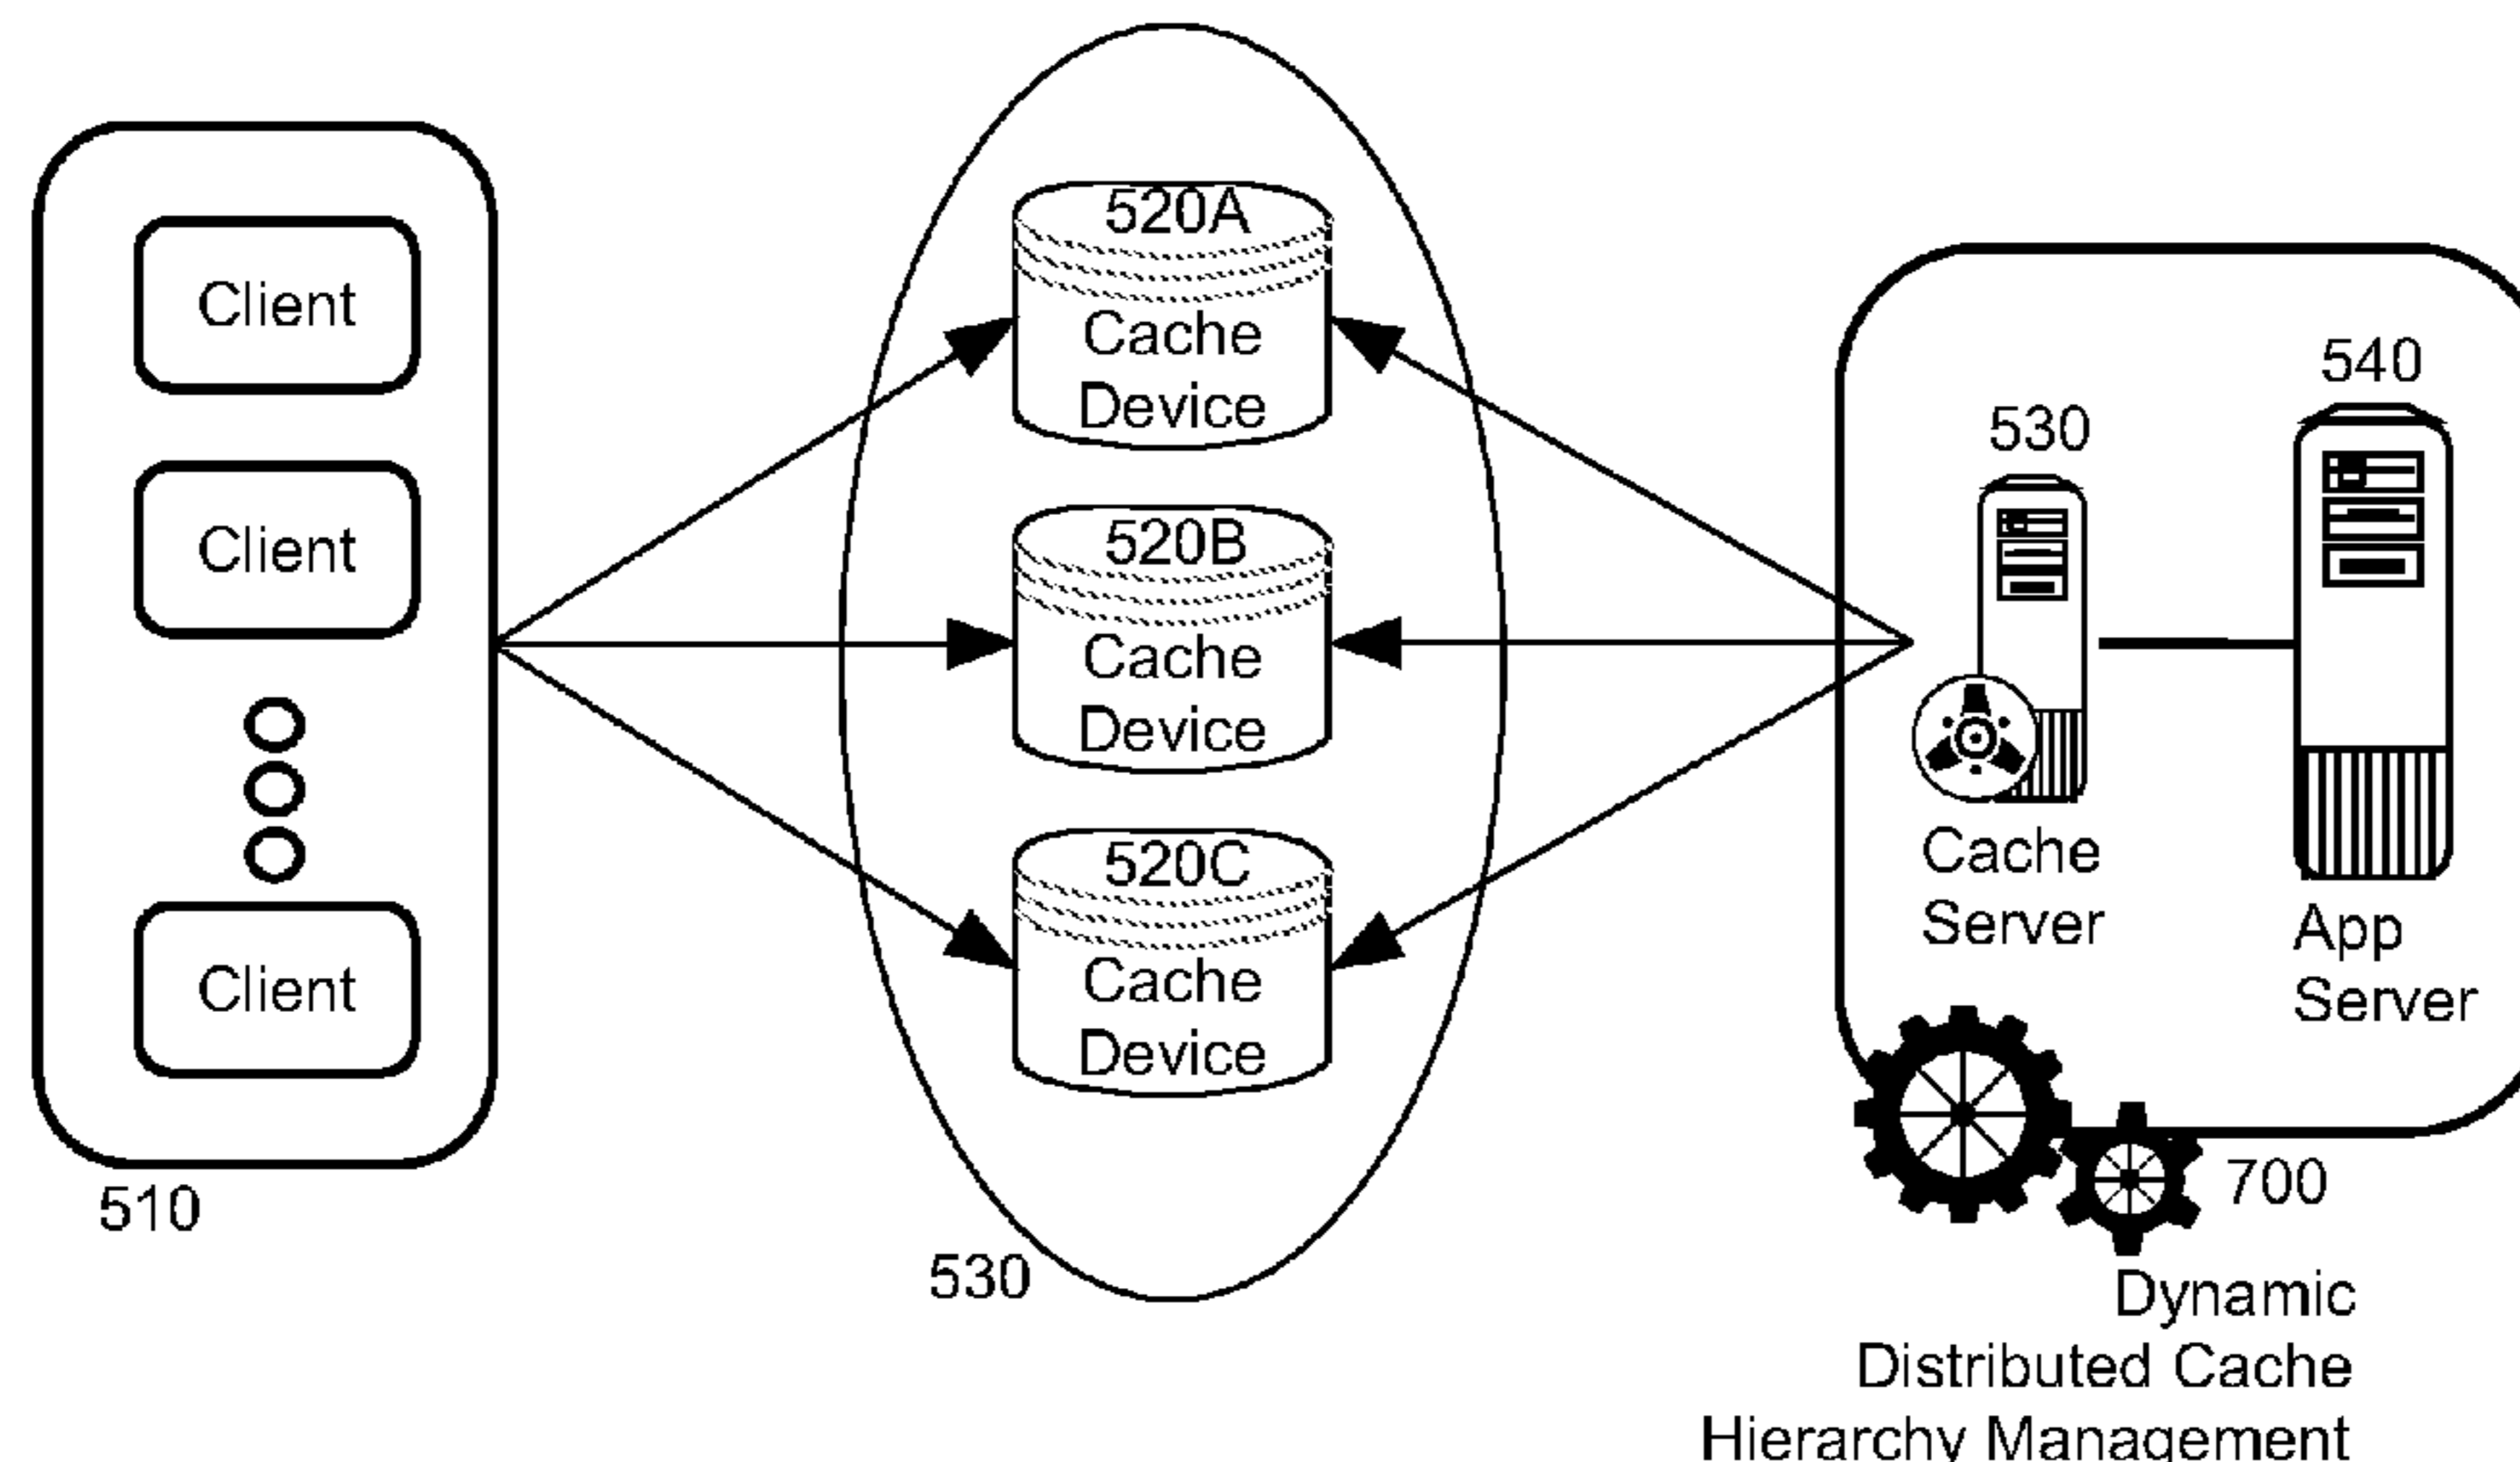 Client
Client
Client
510
520A
Cache
Device
520B
Cache
Device
520C
Cache
Device
530
530
Cache
Server
540
App
Server
700
Dynamic
Distributed Cache
Hierarchy Management